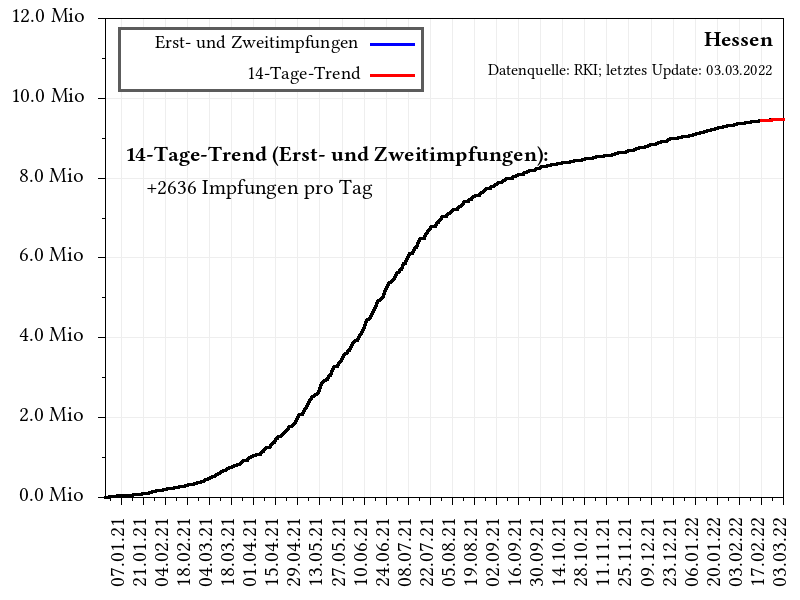 12.0 Mio
10.0 Mio
8.0 Mio
6.0 Mio
4.0 Mio
2.0 Mio
0.0 Mio
Erst- und Zweitimpfungen
14-Tage-Trend
Hessen
Datenquelle: RKI; letztes Update: 03.03.2022
14-Tage-Trend (Erst- und Zweitimpfungen):
+2636 Impfungen pro Tag
07.01.21
21.01.21
04.02.21
18.02.21
04.03.21
18.03.21
01.04.21
15.04.21
29.04.21
13.05.21
27.05.21
10.06.21
24.06.21
08.07.21
22.07.21
05.08.21
19.08.21
02.09.21
16.09.21
30.09.21
14.10.21
28.10.21
11.11.21
25.11.21
09.12.21
23.12.21
06.01.22
20.01.22
03.02.22
17.02.22
03.03.22